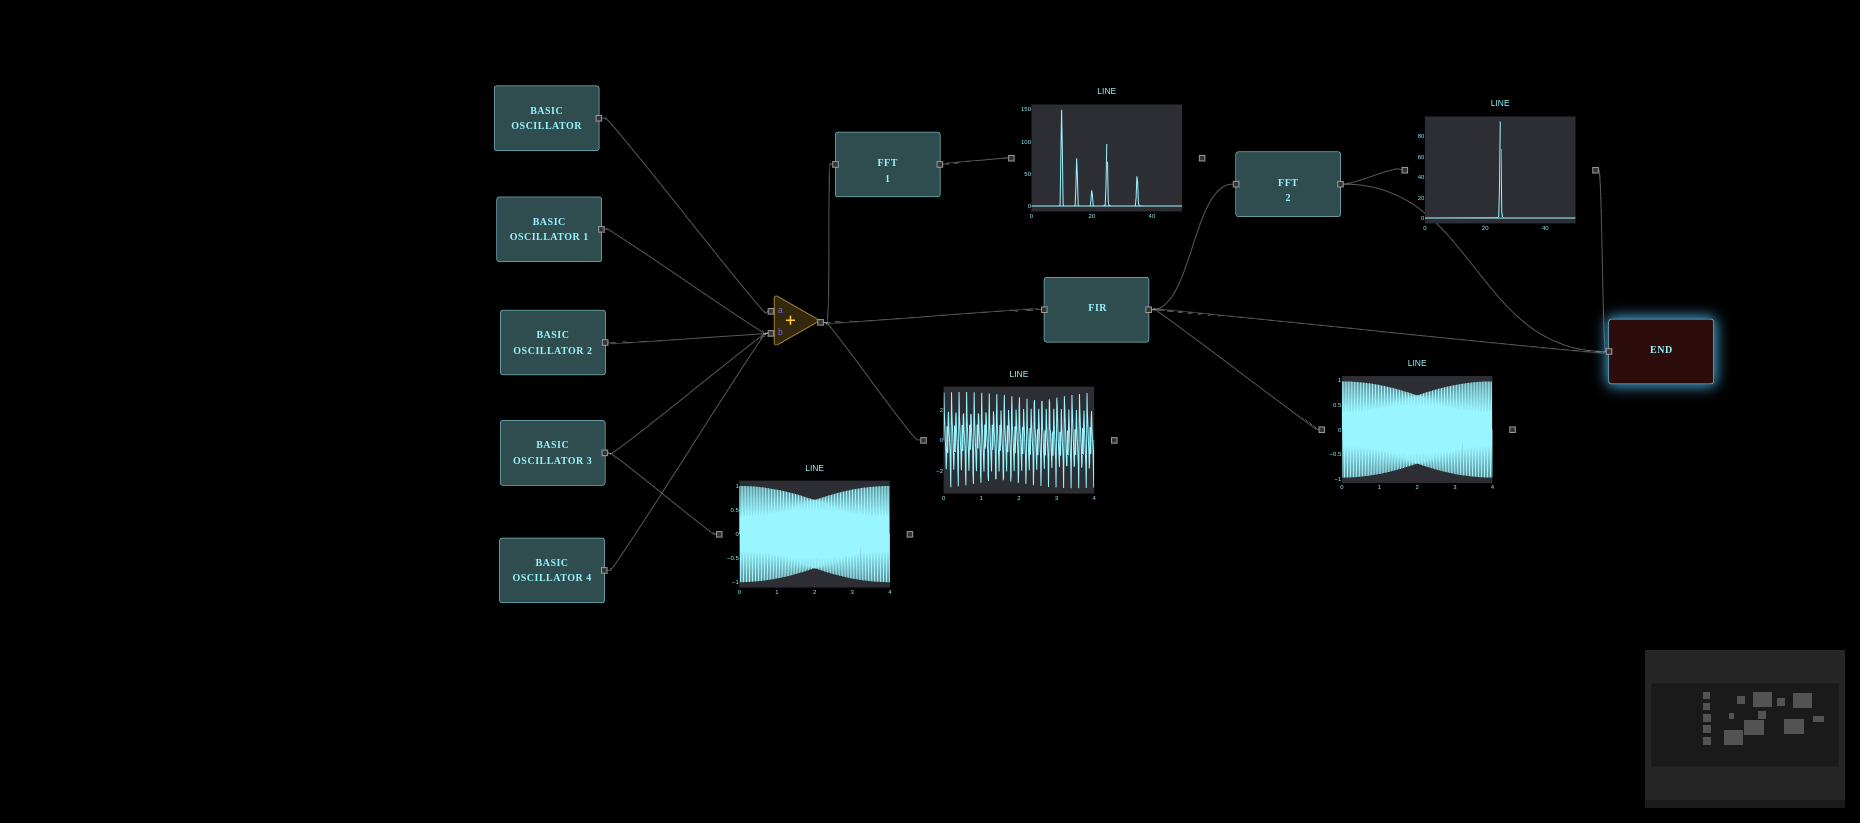 BASIC
OSCILLATOR
BASIC
OSCILLATOR 1
BASIC
OSCILLATOR 2
BASIC
OSCILLATOR 3
BASIC
OSCILLATOR 4
a
+
b
FFT
1
LINE
150
100
50
0
0 20 40
FFT
2
LINE
80
60
40
20
0
0 20 40
FIR
END
LINE
2
0
−2
0 1 2 3 4
LINE
1
0.5
0
−0.5
−1
0 1 2 3 4
LINE
1
0.5
0
−0.5
−1
0 1 2 3 4